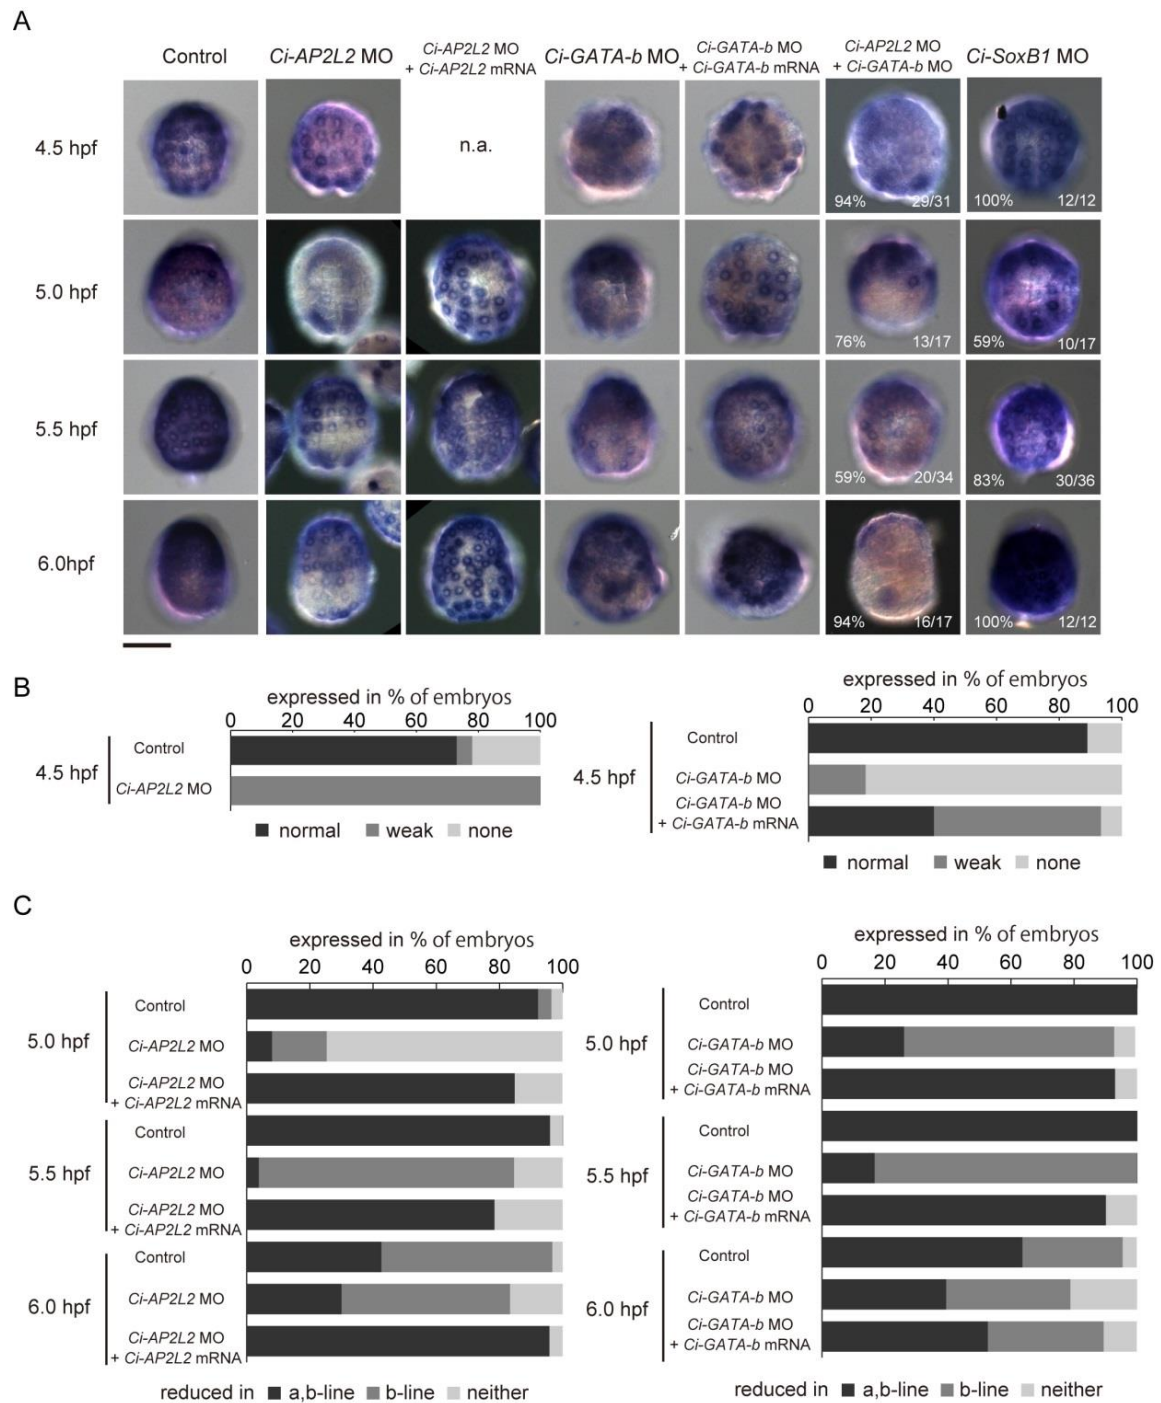 A
Control
Ci-AP2L2 MO
Ci-AP2L2 MO
+ Ci-AP2L2 mRNA
Ci-GATA-b MO
Ci-GATA-b MO
+ Ci-GATA-b mRNA
Ci-AP2L2 MO
+ Ci-GATA-b MO
Ci-SoxB1 MO
4.5 hpf
n.a.
94% 29/31
100% 12/12
5.0 hpf
76% 13/17
59% 10/17
5.5 hpf
59% 20/34
83% 30/36
6.0hpf
94% 16/17
100% 12/12
B
expressed in % of embryos
0 20 40 60 80 100
4.5 hpf
Control
Ci-AP2L2 MO
normal weak none
expressed in % of embryos
0 20 40 60 80 100
4.5 hpf
Control
Ci-GATA-b MO
Ci-GATA-b MO
+ Ci-GATA-b mRNA
normal weak none
C
expressed in % of embryos
0 20 40 60 80 100
5.0 hpf
Control
Ci-AP2L2 MO
Ci-AP2L2 MO
+ Ci-AP2L2 mRNA
5.5 hpf
Control
Ci-AP2L2 MO
Ci-AP2L2 MO
+ Ci-AP2L2 mRNA
6.0 hpf
Control
Ci-AP2L2 MO
Ci-AP2L2 MO
+ Ci-AP2L2 mRNA
reduced in a,b-line b-line neither
expressed in % of embryos
0 20 40 60 80 100
5.0 hpf
Control
Ci-GATA-b MO
Ci-GATA-b MO
+ Ci-GATA-b mRNA
5.5 hpf
Control
Ci-GATA-b MO
Ci-GATA-b MO
+ Ci-GATA-b mRNA
6.0 hpf
Control
Ci-GATA-b MO
Ci-GATA-b MO
+ Ci-GATA-b mRNA
reduced in a,b-line b-line neither